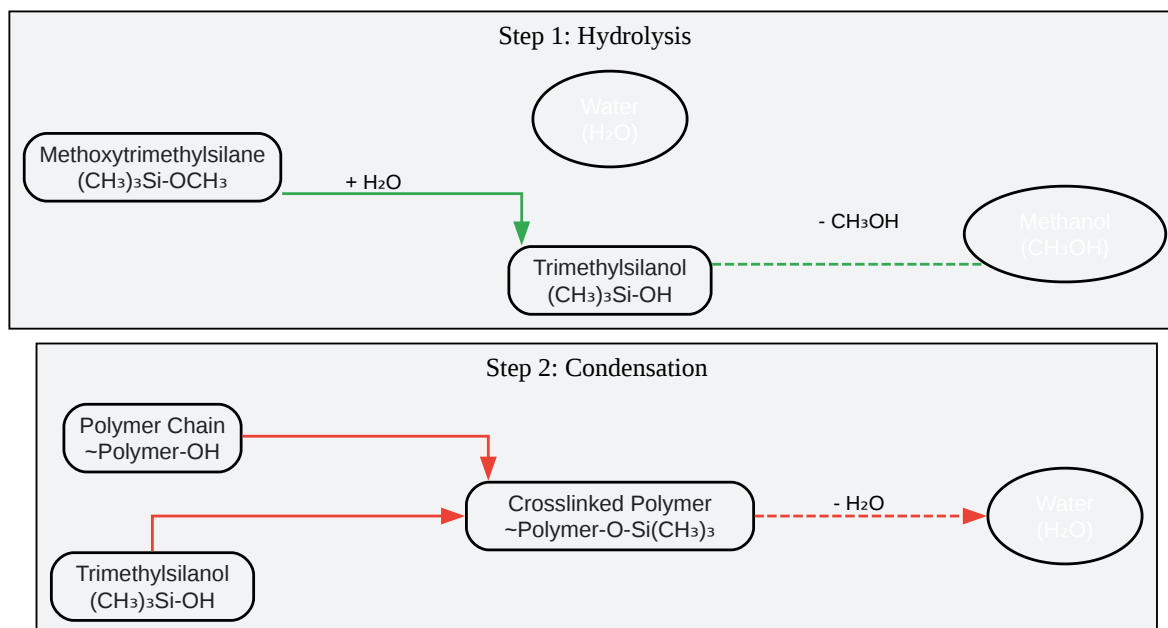 Step 1: Hydrolysis
Water
(H₂O)
Methoxytrimethylsilane
(CH₃)₃Si-OCH₃
+ H₂O
- CH₃OH
Methanol
(CH₃OH)
Trimethylsilanol
(CH₃)₃Si-OH
Step 2: Condensation
Polymer Chain
~Polymer-OH
Crosslinked Polymer
~Polymer-O-Si(CH₃)₃
- H₂O
Water
(H₂O)
Trimethylsilanol
(CH₃)₃Si-OH